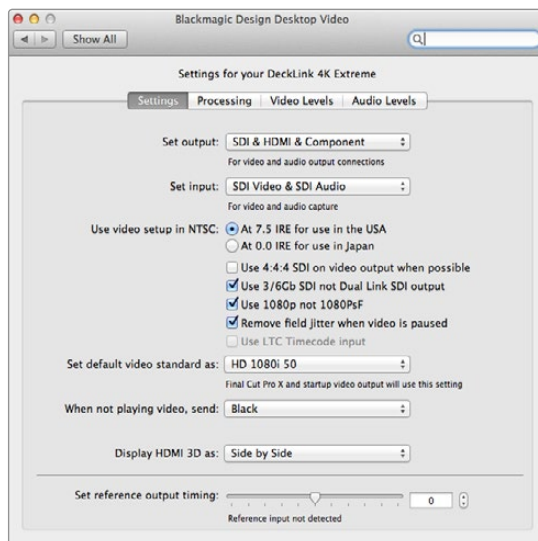 Blackmagic Design Desktop Video
Show All
Settings for your DeckLink 4K Extreme
Settings Processing Video Levels Audio Levels
Set output: SDI & HDMI & Component
For video and audio output connections
Set input: SDI Video & SDI Audio
For video and audio capture
Use video setup in NTSC: At 7.5 IRE for use in the USA
At 0.0 IRE for use in Japan
Use 4:4:4 SDI on video output when possible
Use 3/6Gb SDI not Dual Link SDI output
Use 1080p not 1080PsF
Remove field jitter when video is paused
Use LTC Timecode input
Set default video standard as: HD 1080i 50
Final Cut Pro X and startup video output will use this setting
When not playing video, send: Black
Display HDMI 3D as: Side by Side
Set reference output timing: 0
Reference input not detected